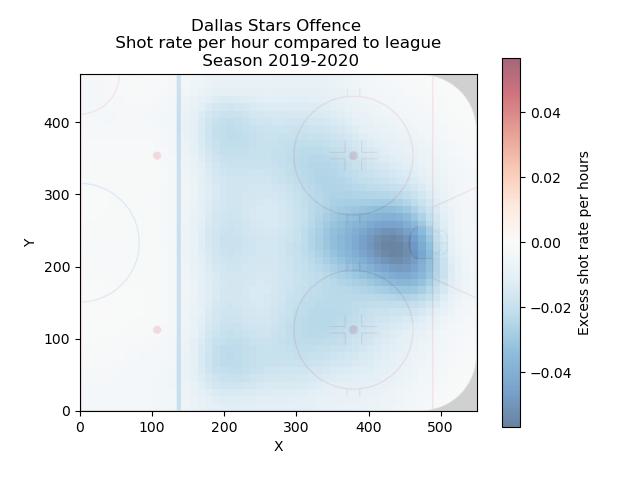 Dallas Stars Offence
Shot rate per hour compared to league
Season 2019-2020
Y
400
300
200
100
0
0 100 200 300 400 500
X
0.04
0.02
0.00
−0.02
−0.04
Excess shot rate per hours